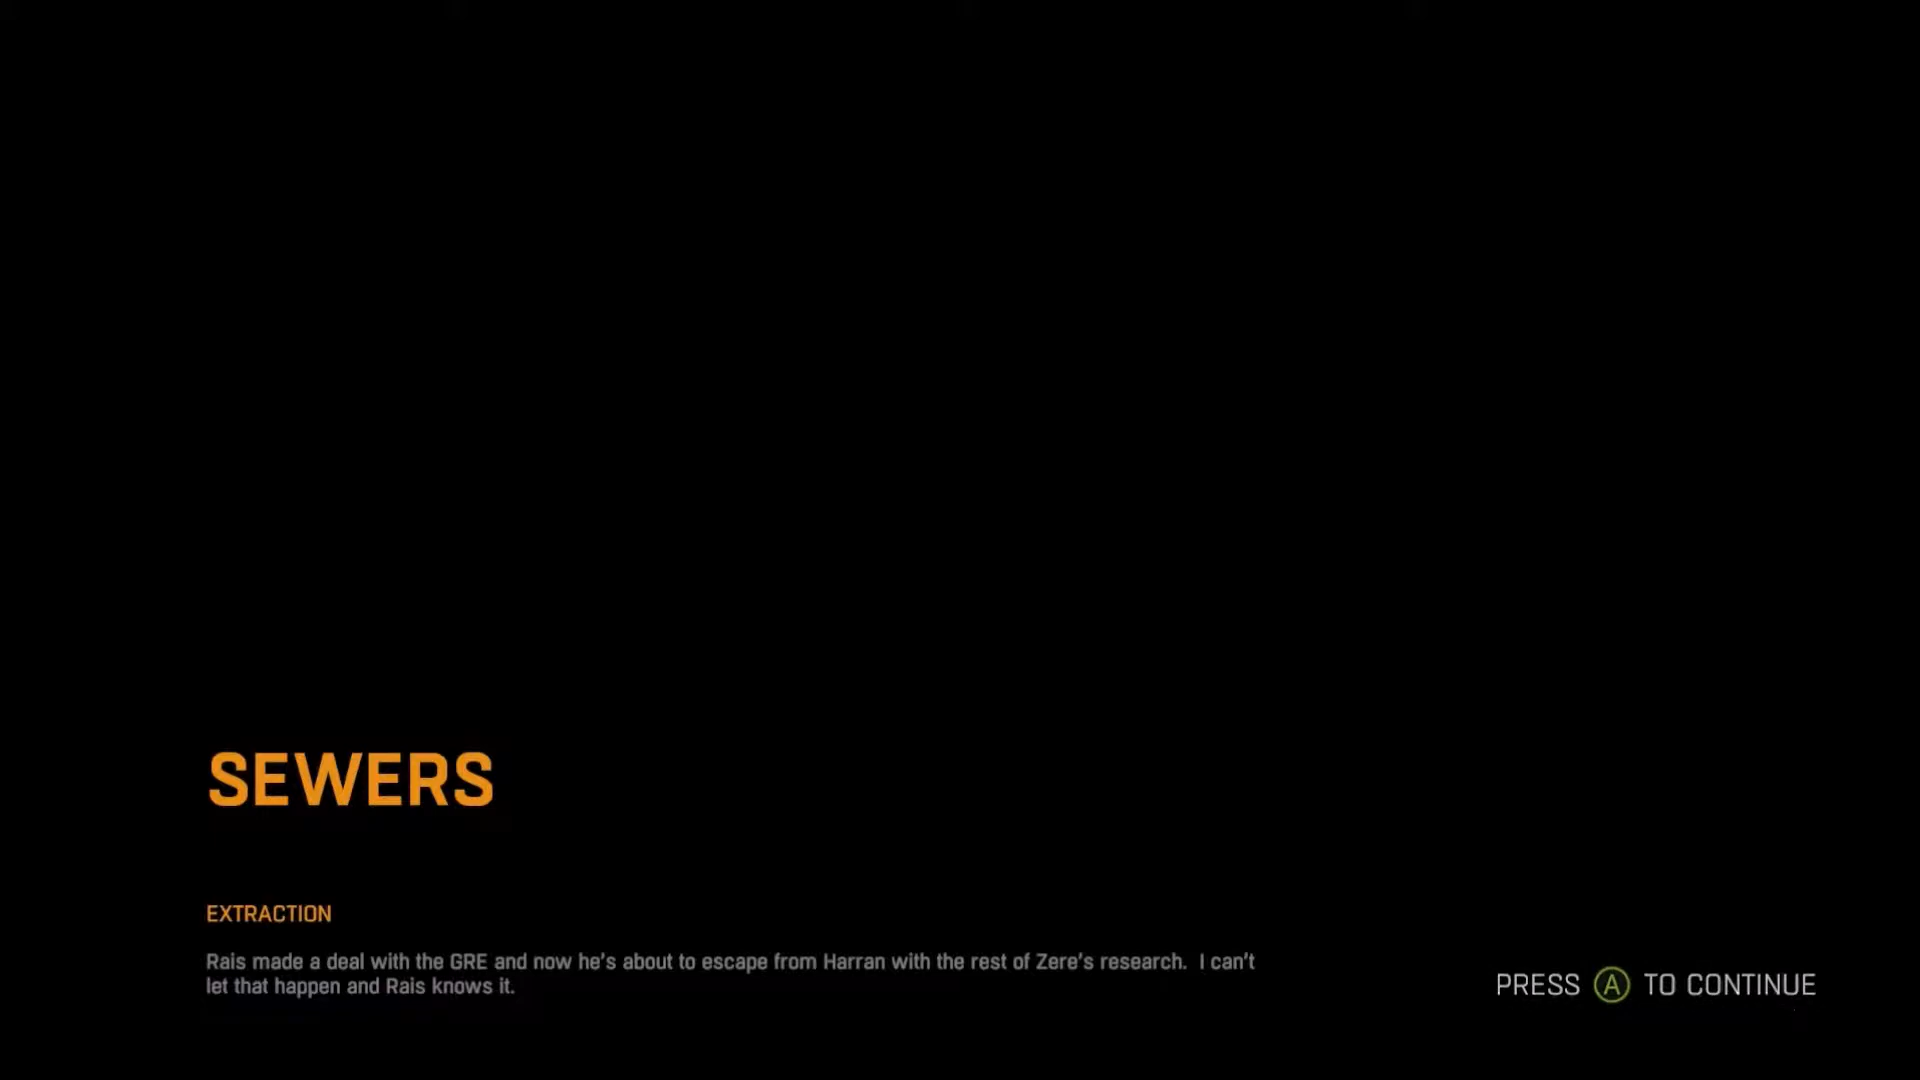 SEWERS
EXTRACTION
Rais made a deal with the GRE and now he's about to escape from Harran with the rest of Zere's research.  I can't
let that happen and Rais knows it.
PRESS A TO CONTINUE